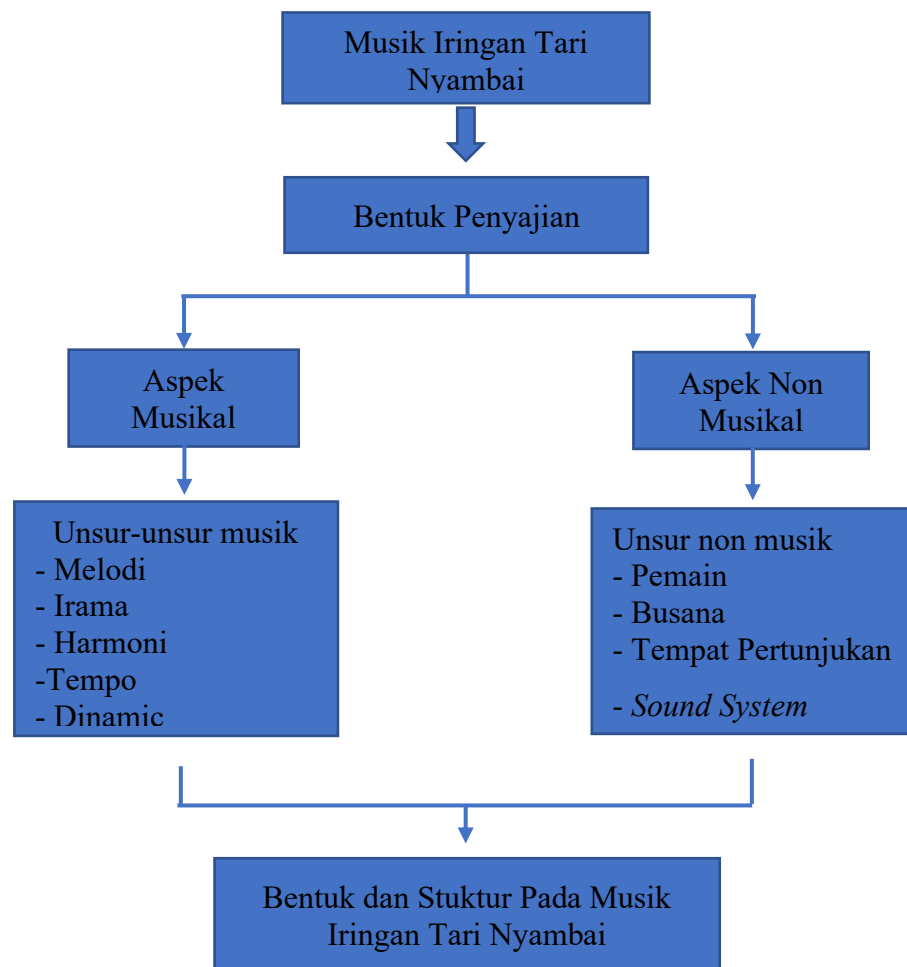 Musik Iringan Tari
Nyambai
Bentuk Penyajian
Aspek
Musikal
Aspek Non
Musikal
Unsur-unsur musik
- Melodi
- Irama
- Harmoni
-Tempo
- Dinamic
Unsur non musik
- Pemain
- Busana
- Tempat Pertunjukan
- Sound System
Bentuk dan Stuktur Pada Musik
Iringan Tari Nyambai